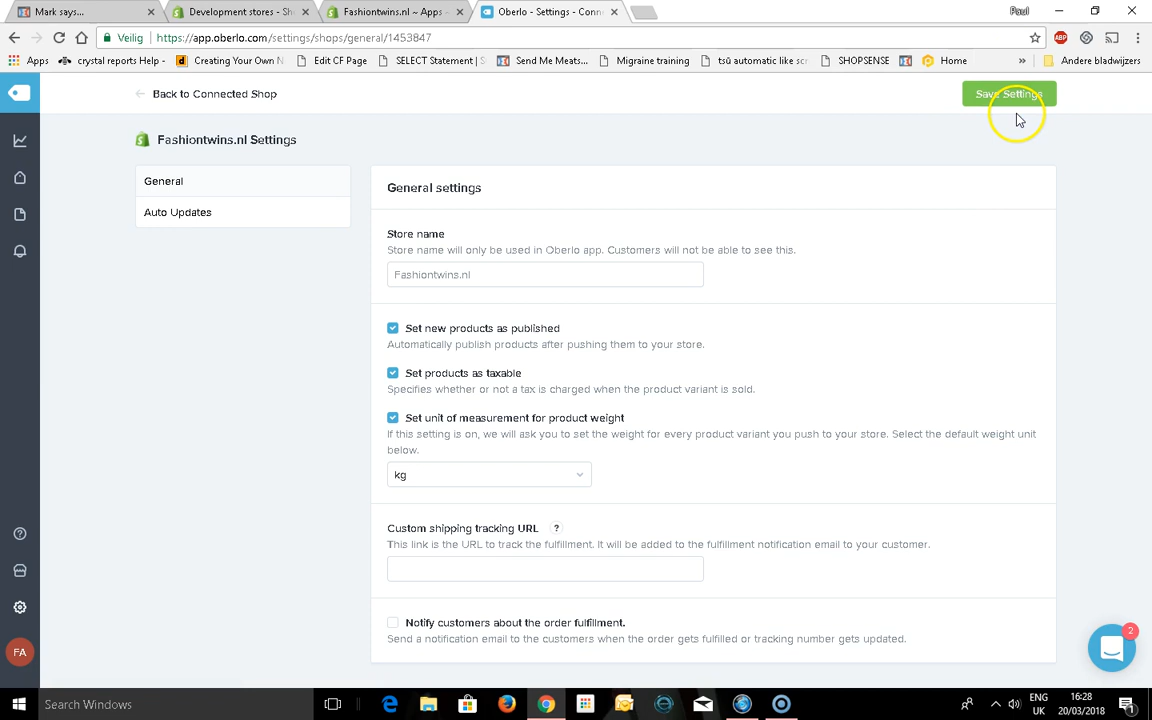 Mark says...
Development stores - Sh
Fashiontwins.nl ~ Apps ~
Oberlo - Settings - Conn
Paul
Veilig
https://app.oberlo.com/settings/shops/general/1453847
ABP
Apps
crystal reports Help -
Creating Your Own N
Edit CF Page
SELECT Statement | S
Send Me Meats...
Migraine training
tsū automatic like scr
SHOPSENSE
Home
»
Andere bladwijzers
← Back to Connected Shop
Save Settings
Fashiontwins.nl Settings
General
Auto Updates
General settings
Store name
Store name will only be used in Oberlo app. Customers will not be able to see this.
Fashiontwins.nl
Set new products as published
Automatically publish products after pushing them to your store.
Set products as taxable
Specifies whether or not a tax is charged when the product variant is sold.
Set unit of measurement for product weight
If this setting is on, we will ask you to set the weight for every product variant you push to your store. Select the default weight unit
below.
kg
Custom shipping tracking URL ?
This link is the URL to track the fulfillment. It will be added to the fulfillment notification email to your customer.
Notify customers about the order fulfillment.
Send a notification email to the customers when the order gets fulfilled or tracking number gets updated.
FA
2
Search Windows
ENG
UK
16:28
20/03/2018
1